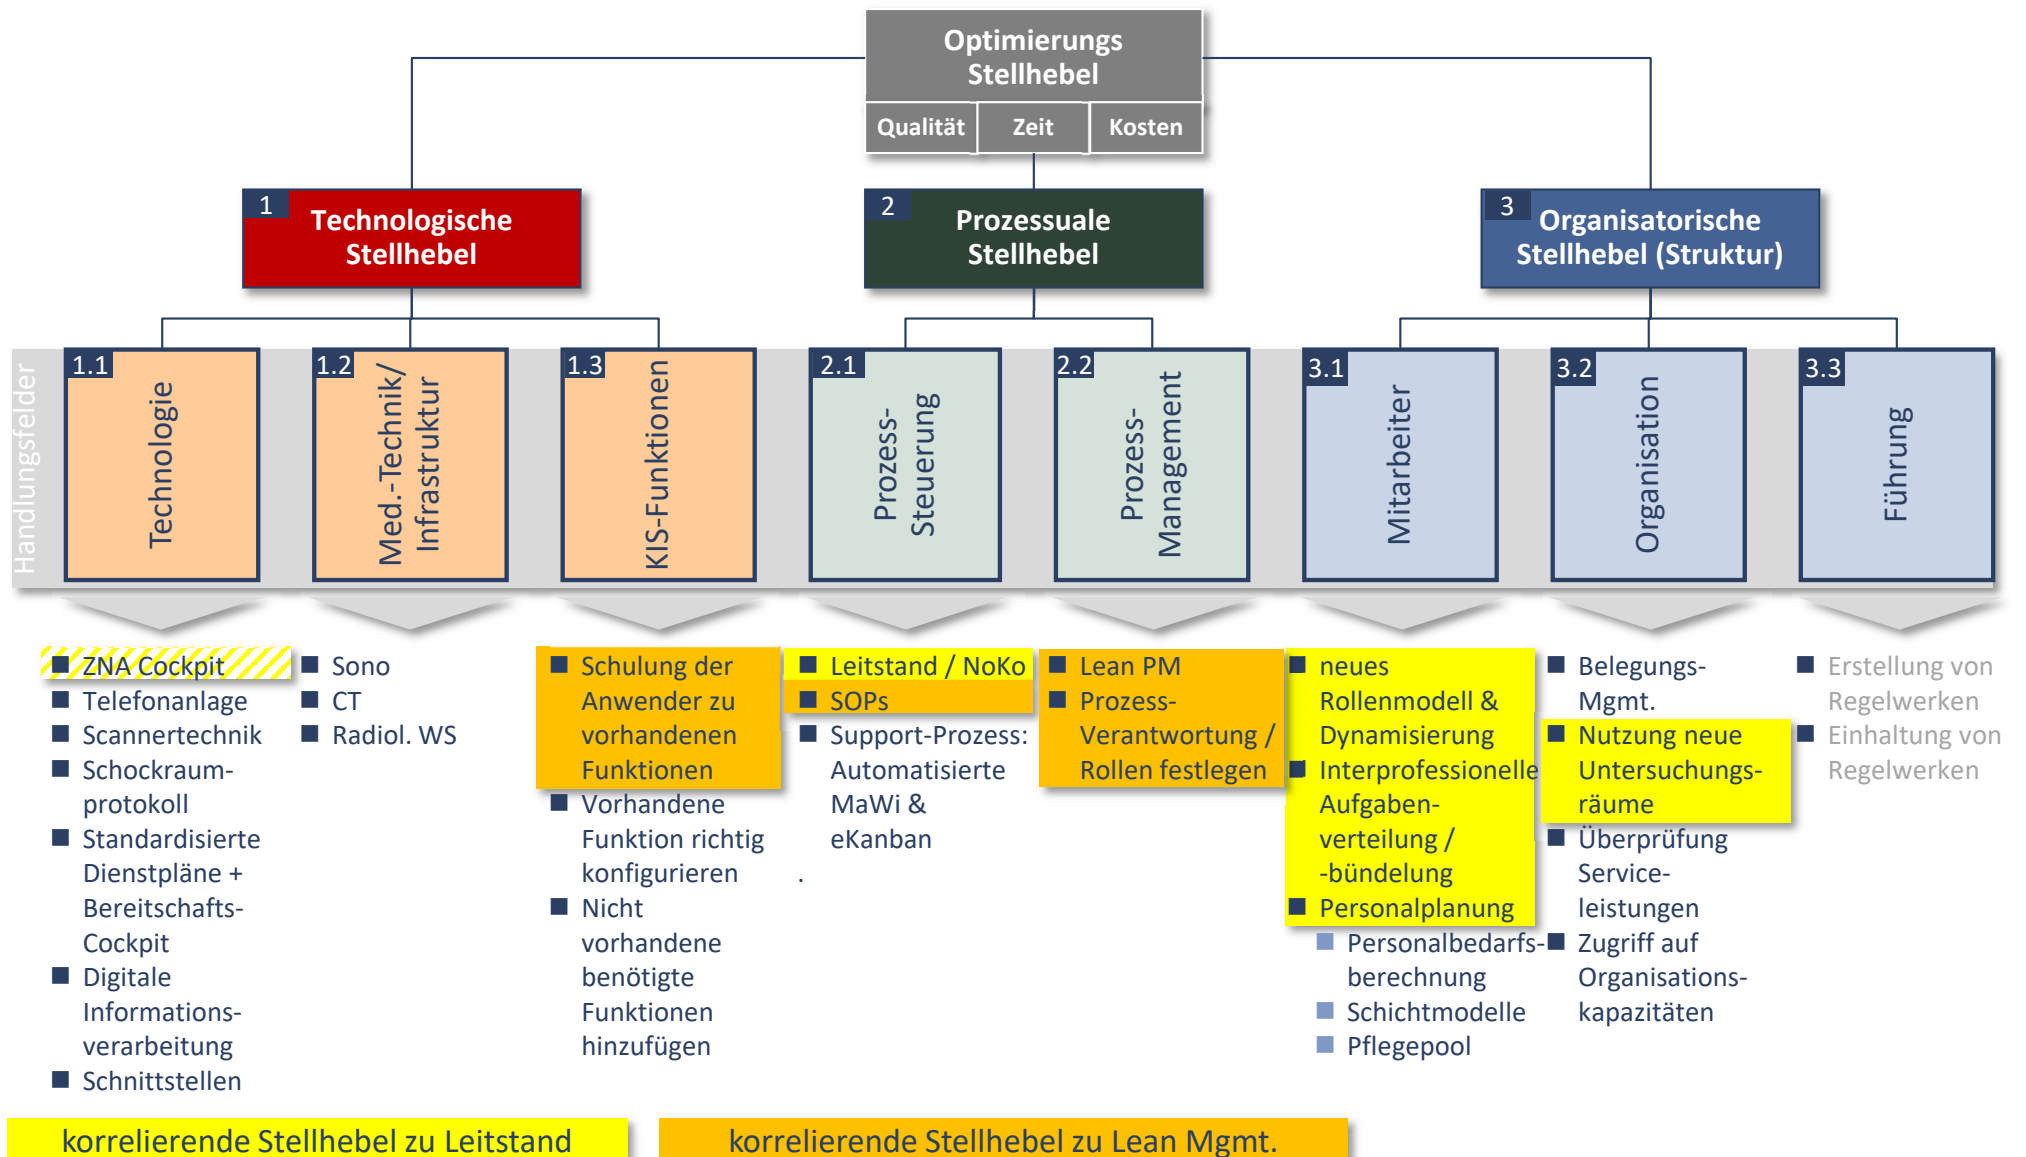 Optimierungs
Stellhebel
Qualität Zeit Kosten
1
Technologische
Stellhebel
2
Prozessuale
Stellhebel
3
Organisatorische
Stellhebel (Struktur)
Handlungsfelder
1.1
Technologie
1.2
Med.-Technik/
Infrastruktur
1.3
KIS-Funktionen
2.1
Prozess-
Steuerung
2.2
Prozess-
Management
3.1
Mitarbeiter
3.2
Organisation
3.3
Führung
ZNA Cockpit
Telefonanlage
Scannertechnik
Schockraum-
protokoll
Standardisierte
Dienstpläne +
Bereitschafts-
Cockpit
Digitale
Informations-
verarbeitung
Schnittstellen
Sono
CT
Radiol. WS
Schulung der
Anwender zu
vorhandenen
Funktionen
Vorhandene
Funktion richtig
konfigurieren
Nicht
vorhandene
benötigte
Funktionen
hinzufügen
Leitstand / NoKo
SOPs
Support-Prozess:
Automatisierte
MaWi &
eKanban
.
Lean PM
Prozess-
Verantwortung /
Rollen festlegen
neues
Rollenmodell &
Dynamisierung
Interprofessionelle
Aufgaben-
verteilung /
-bündelung
Personalplanung
Personalbedarfs-
berechnung
Schichtmodelle
Pflegepool
Belegungs-
Mgmt.
Nutzung neue
Untersuchungs-
räume
Überprüfung
Service-
leistungen
Zugriff auf
Organisations-
kapazitäten
Erstellung von
Regelwerken
Einhaltung von
Regelwerken
korrelierende Stellhebel zu Leitstand
korrelierende Stellhebel zu Lean Mgmt.